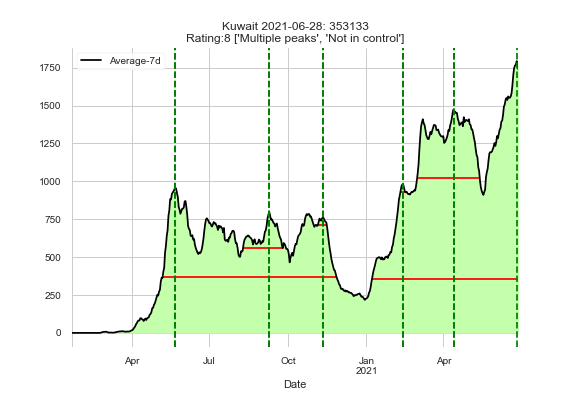 Kuwait 2021-06-28: 353133
Rating:8 ['Multiple peaks', 'Not in control']
Average-7d
1750
1500
1250
1000
750
500
250
0
Apr
Jul
Oct
Jan
2021
Apr
Date